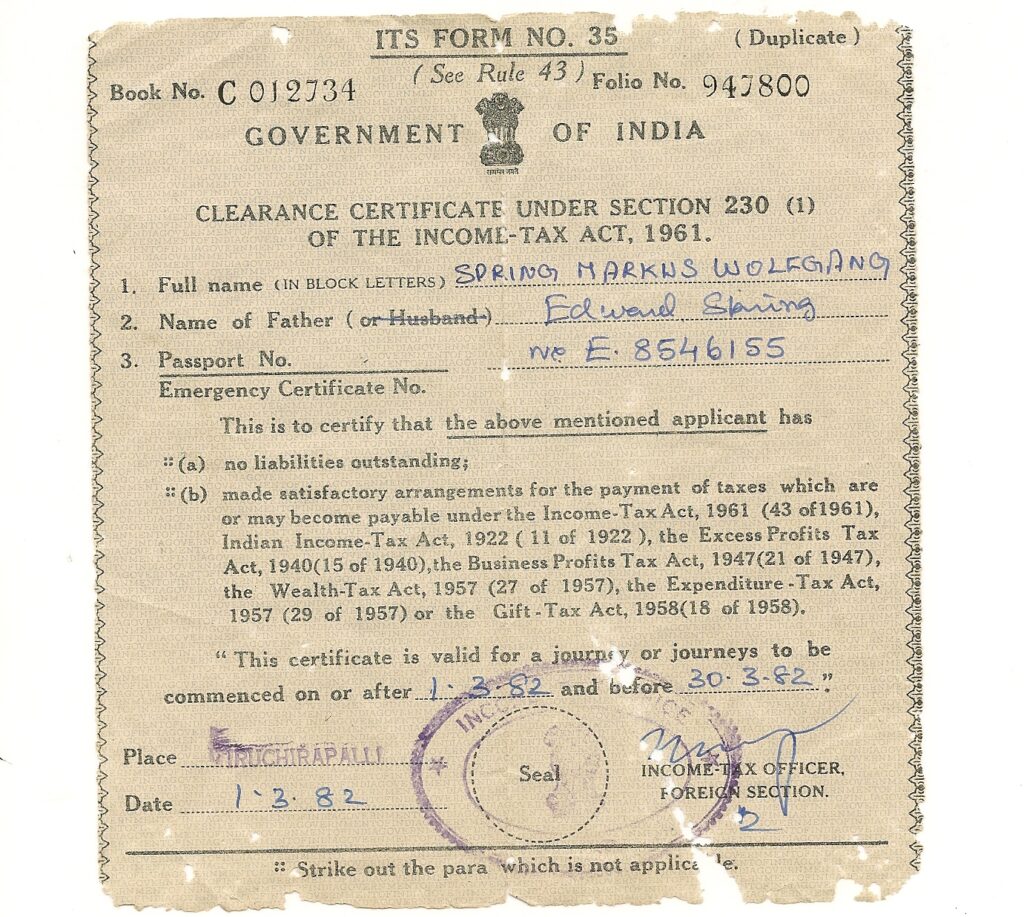 ITS FORM NO. 35 (Duplicate)
(See Rule 43)
Book No. C 012734 Folio No. 947800
GOVERNMENT OF INDIA
सत्यमेव जयते
CLEARANCE CERTIFICATE UNDER SECTION 230 (1)
OF THE INCOME-TAX ACT, 1961.
1. Full name (IN BLOCK LETTERS) SPRING MARKUS WOLFGANG
2. Name of Father (or Husband) Edward Spring
3. Passport No. E. 8546155
Emergency Certificate No.
This is to certify that the above mentioned applicant has
::(a) no liabilities outstanding;
::(b) made satisfactory arrangements for the payment of taxes which are
or may become payable under the Income-Tax Act, 1961 (43 of1961),
Indian Income-Tax Act, 1922 ( 11 of 1922 ), the Excess Profits Tax
Act, 1940(15 of 1940),the Business Profits Tax Act, 1947(21 of 1947),
the Wealth-Tax Act, 1957 (27 of 1957), the Expenditure-Tax Act,
1957 (29 of 1957) or the Gift-Tax Act, 1958(18 of 1958).
"This certificate is valid for a journey or journeys to be
commenced on or after 1.3.82 and before 30.3.82."
Place TIRUCHIRAPALLI
Seal
INCOME-TAX OFFICER,
FOREIGN SECTION.
Date 1.3.82
2
:: Strike out the para which is not applicable.